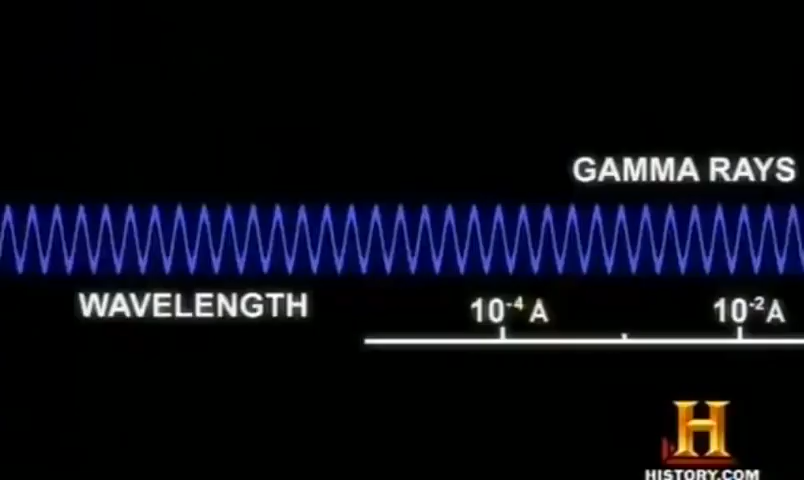 GAMMA RAYS
WAVELENGTH
10⁻⁴ A
10⁻² A
H
HISTORY.COM